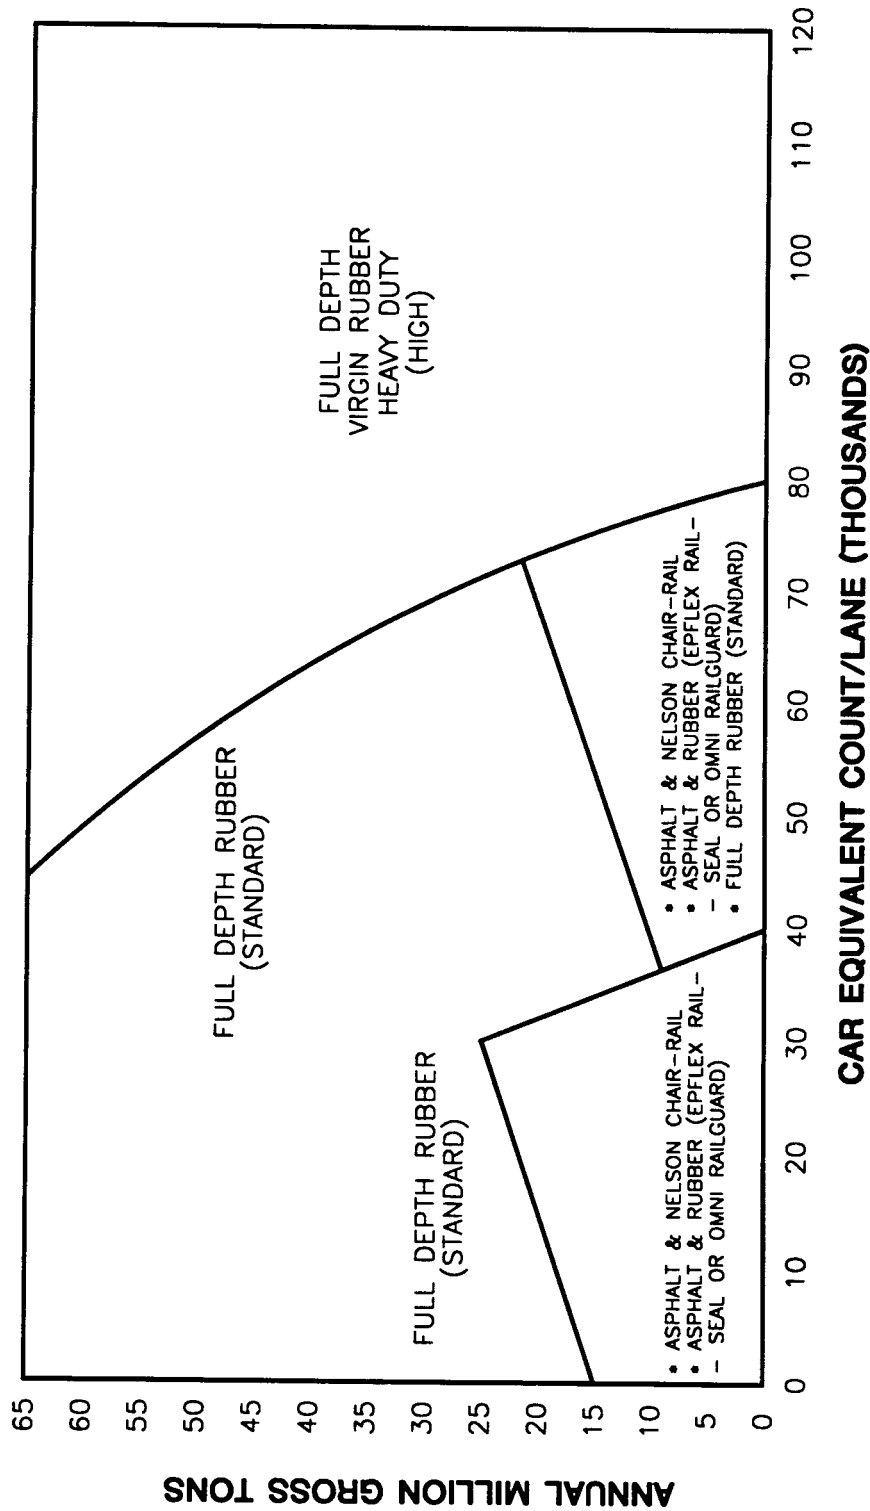 ANNUAL MILLION GROSS TONS
65
60
55
50
45
40
35
30
25
20
15
10
5
0
FULL DEPTH RUBBER
(STANDARD)
FULL DEPTH RUBBER
(STANDARD)
FULL DEPTH
VIRGIN RUBBER
HEAVY DUTY
(HIGH)
* ASPHALT & NELSON CHAIR-RAIL
* ASPHALT & RUBBER (EPFLEX RAIL-
- SEAL OR OMNI RAILGUARD)
* ASPHALT & NELSON CHAIR-RAIL
* ASPHALT & RUBBER (EPFLEX RAIL-
- SEAL OR OMNI RAILGUARD)
* FULL DEPTH RUBBER (STANDARD)
0
10
20
30
40
50
60
70
80
90
100
110
120
CAR EQUIVALENT COUNT/LANE (THOUSANDS)